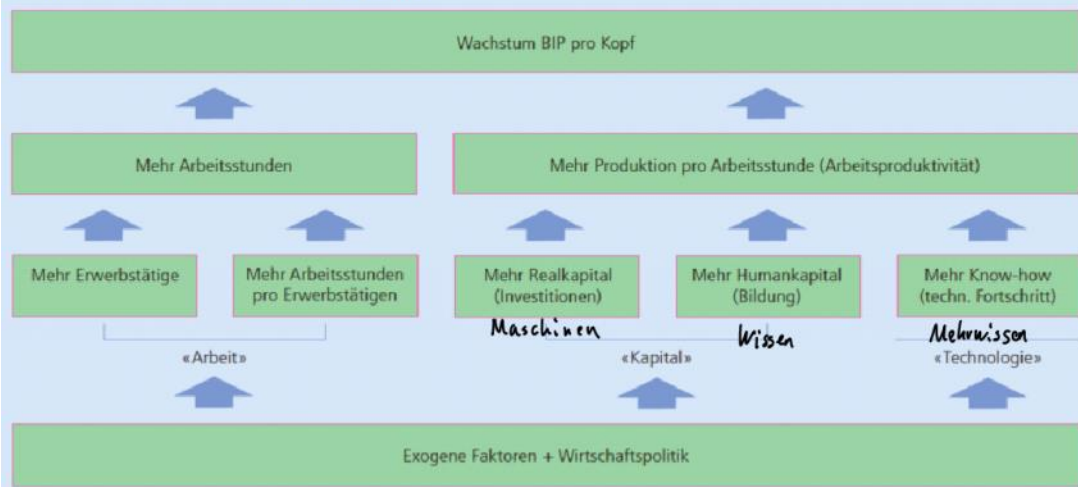 Wachstum BIP pro Kopf
Mehr Arbeitsstunden
Mehr Produktion pro Arbeitsstunde (Arbeitsproduktivität)
Mehr Erwerbstätige
Mehr Arbeitsstunden
pro Erwerbstätigen
Mehr Realkapital
(Investitionen)
Mehr Humankapital
(Bildung)
Mehr Know-how
(techn. Fortschritt)
Maschinen
Wissen
Mehrwissen
«Arbeit»
«Kapital»
«Technologie»
Exogene Faktoren + Wirtschaftspolitik